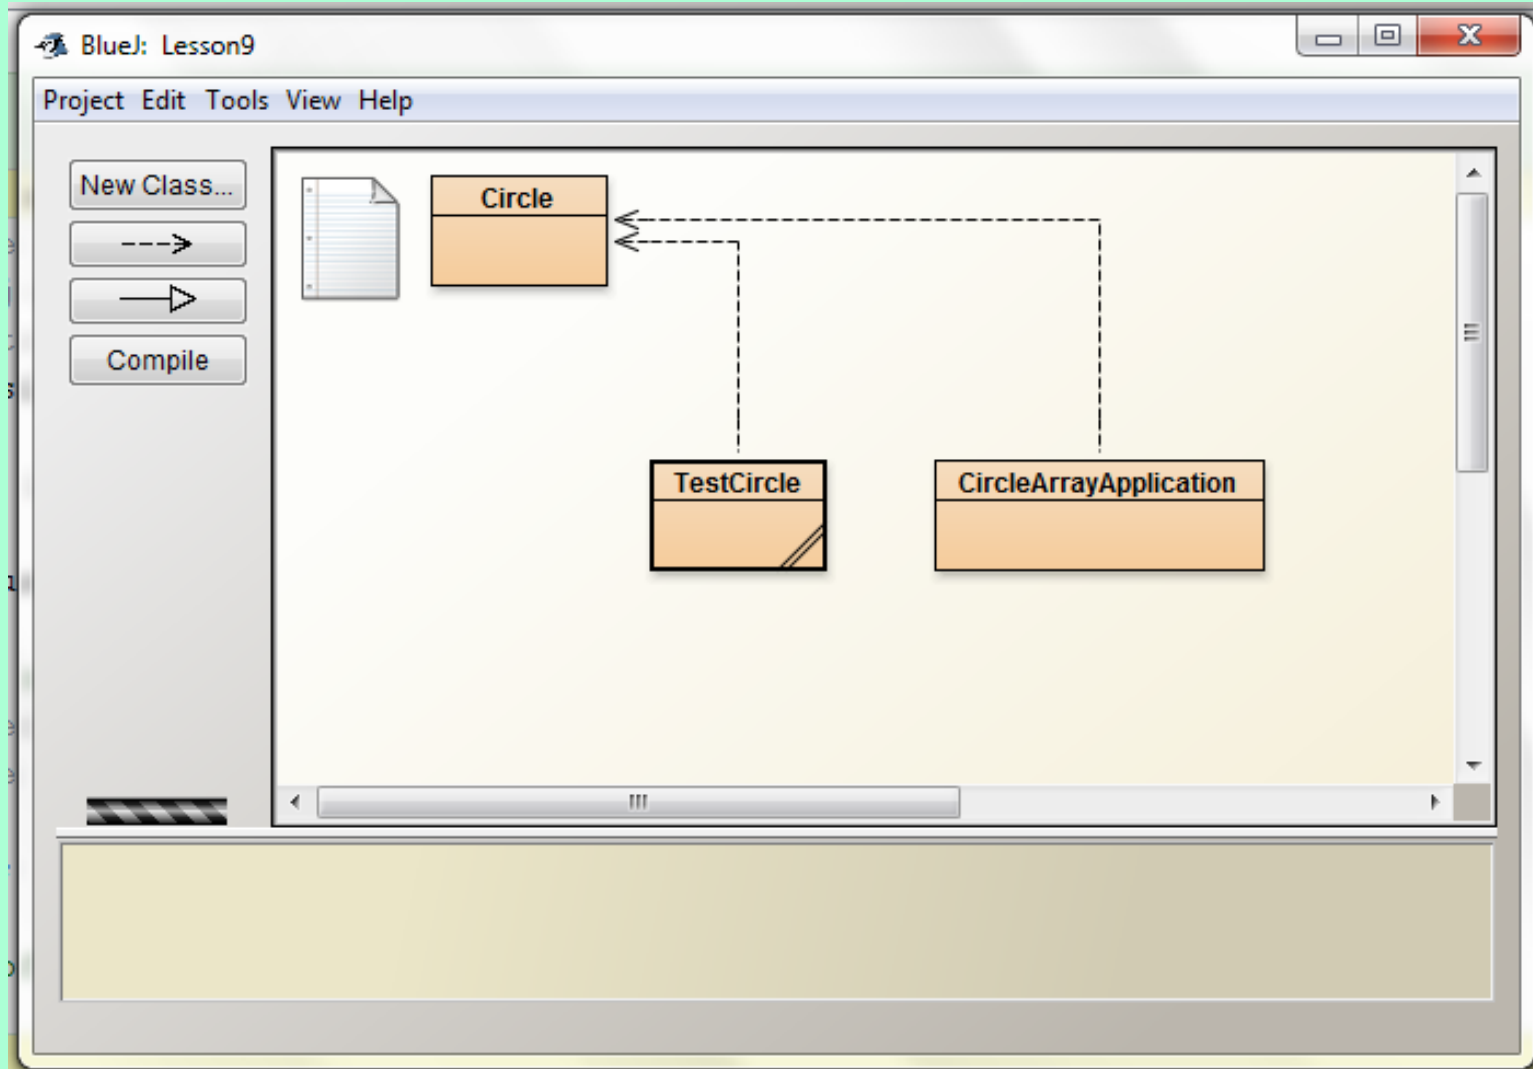 BlueJ: Lesson9
Project Edit Tools View Help
New Class...
Compile
Circle
TestCircle
CircleArrayApplication